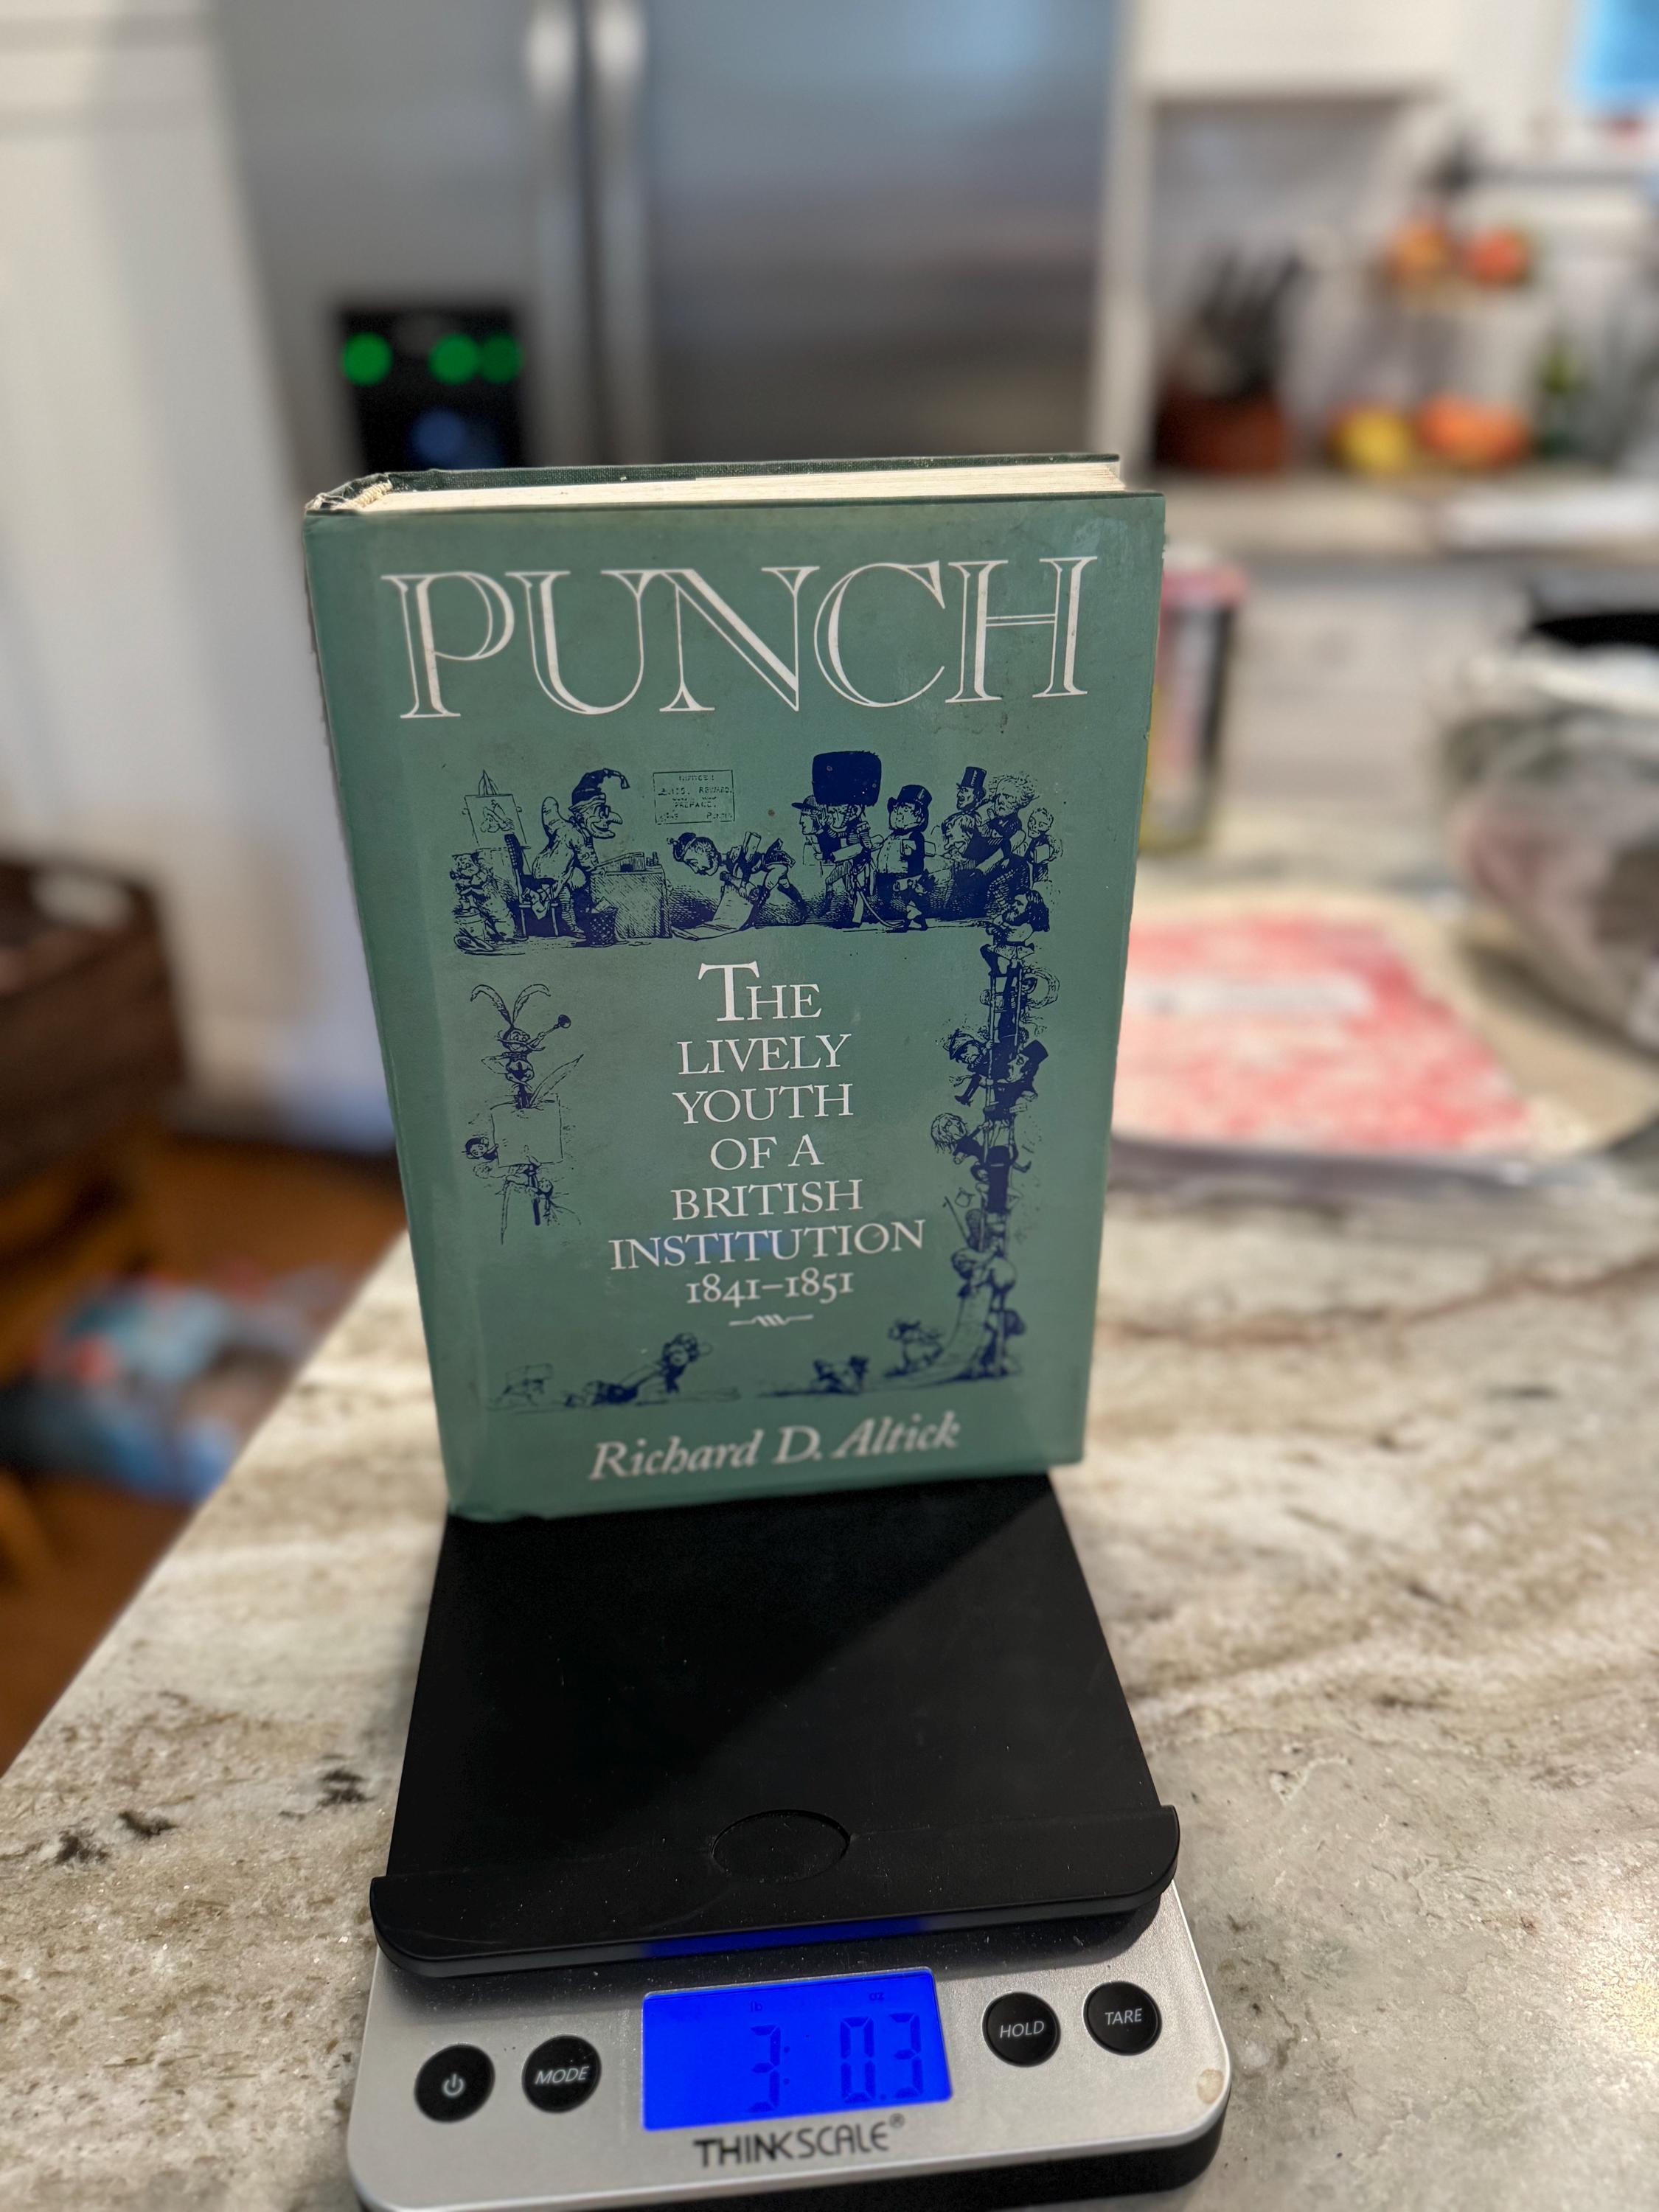 PUNCH
NOTICE!
THE
LIVELY
YOUTH
OF A
BRITISH
INSTITUTION
1841–1851
Richard D. Altick
lb oz
3: 0.3
MODE
HOLD
TARE
THINKSCALE®